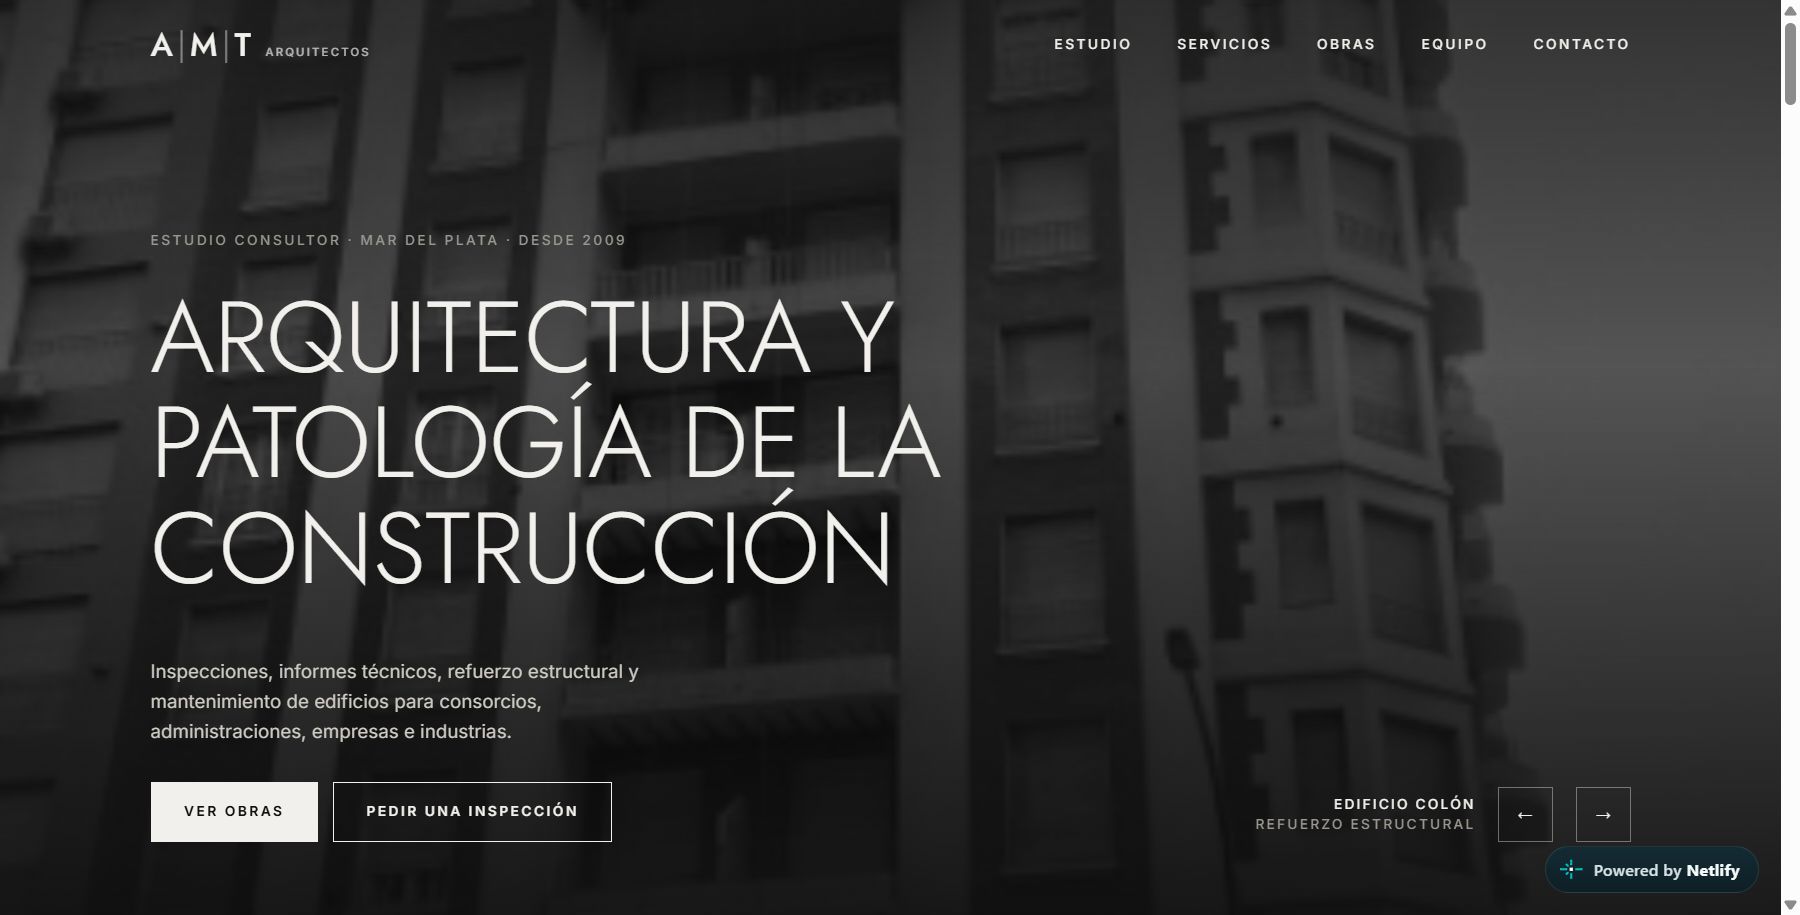 A|M|T ARQUITECTOS
ESTUDIO SERVICIOS OBRAS EQUIPO CONTACTO
ESTUDIO CONSULTOR · MAR DEL PLATA · DESDE 2009
ARQUITECTURA Y
PATOLOGÍA DE LA
CONSTRUCCIÓN
Inspecciones, informes técnicos, refuerzo estructural y
mantenimiento de edificios para consorcios,
administraciones, empresas e industrias.
VER OBRAS
PEDIR UNA INSPECCIÓN
EDIFICIO COLÓN
REFUERZO ESTRUCTURAL
← →
Powered by Netlify